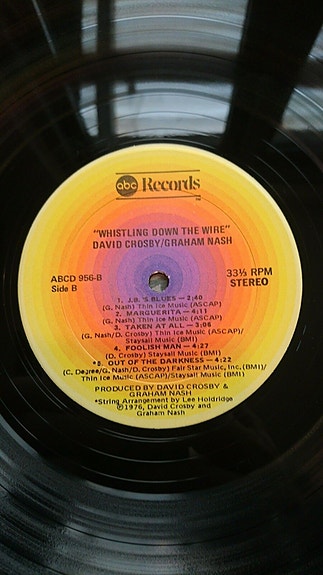 abc Records
TM
"WHISTLING DOWN THE WIRE"
DAVID CROSBY/GRAHAM NASH
ABCD 956-B
Side B
33⅓ RPM
STEREO
1. J.B.'S BLUES — 2:40
(G. Nash) Thin Ice Music (ASCAP)
2. MARGUERITA — 4:11
(G. Nash) Thin Ice Music (ASCAP)
3. TAKEN AT ALL — 3:06
(G. Nash/D. Crosby) Thin Ice Music (ASCAP)/
Staysail Music (BMI)
4. FOOLISH MAN — 4:27
(D. Crosby) Staysail Music (BMI)
*5. OUT OF THE DARKNESS — 4:22
(C. Degree/G. Nash/D. Crosby) Fair Star Music, Inc.(BMI)/
Thin Ice Music (ASCAP)/Staysail Music (BMI)
PRODUCED BY DAVID CROSBY &
GRAHAM NASH
*String Arrangement by Lee Holdridge
℗1976, David Crosby and
Graham Nash